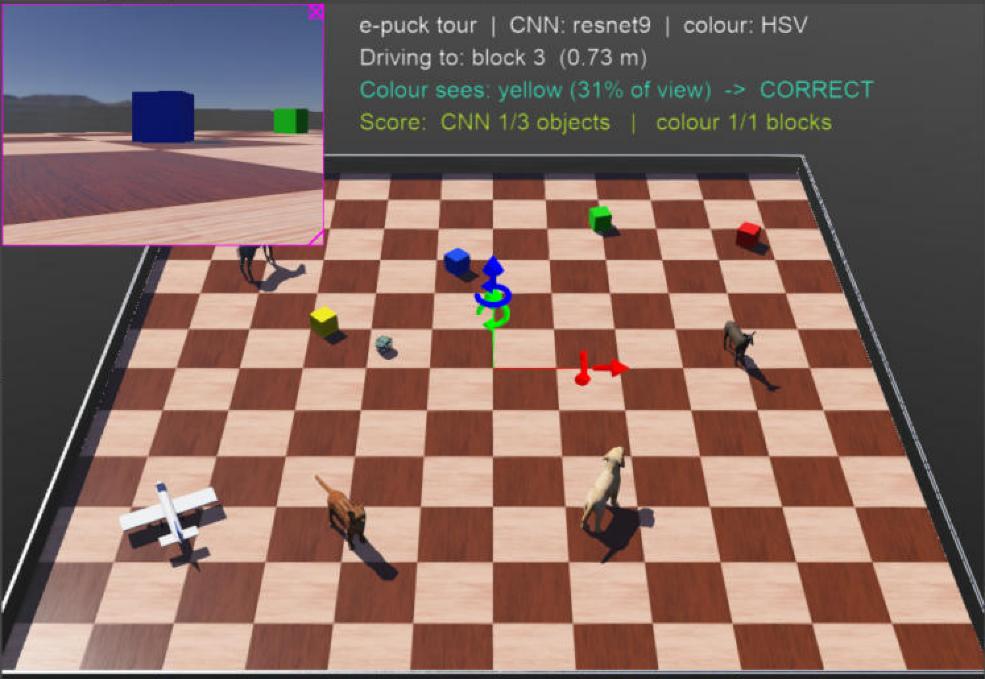 e-puck tour | CNN: resnet9 | colour: HSV
Driving to: block 3 (0.73 m)
Colour sees: yellow (31% of view) -> CORRECT
Score: CNN 1/3 objects | colour 1/1 blocks